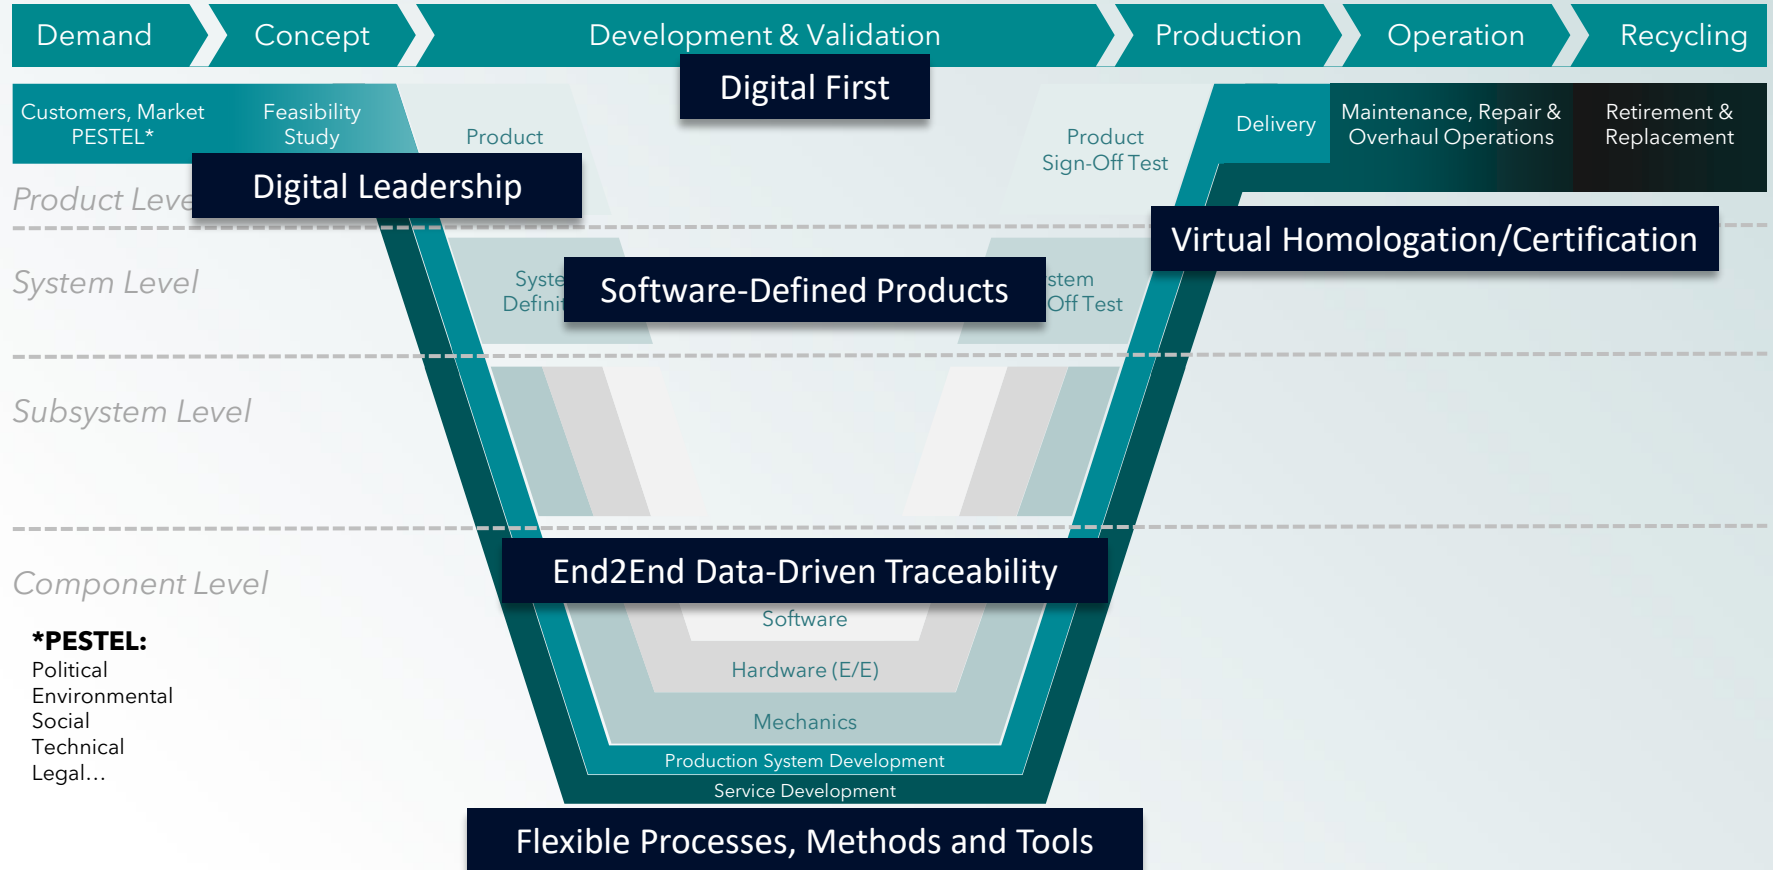 Demand
Concept
Development & Validation
Production
Operation
Recycling
Digital First
Customers, Market
PESTEL*
Feasibility
Study
Product
Product
Sign-Off Test
Delivery
Maintenance, Repair &
Overhaul Operations
Retirement &
Replacement
Digital Leadership
Product Leve
Virtual Homologation/Certification
System Level
Syste
Definit
Software-Defined Products
stem
Off Test
Subsystem Level
End2End Data-Driven Traceability
Component Level
Software
*PESTEL:
Political
Environmental
Social
Technical
Legal…
Hardware (E/E)
Mechanics
Production System Development
Service Development
Flexible Processes, Methods and Tools